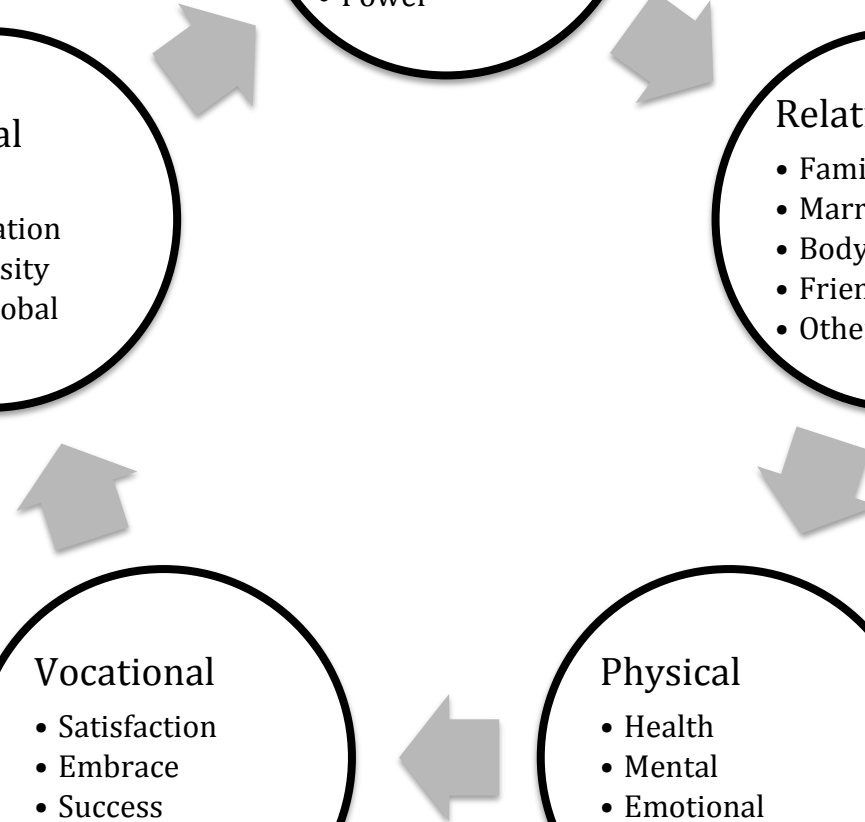 • Power
al
ation
sity
obal
Relat
• Fami
• Marr
• Body
• Frien
• Othe
Vocational
• Satisfaction
• Embrace
• Success
Physical
• Health
• Mental
• Emotional